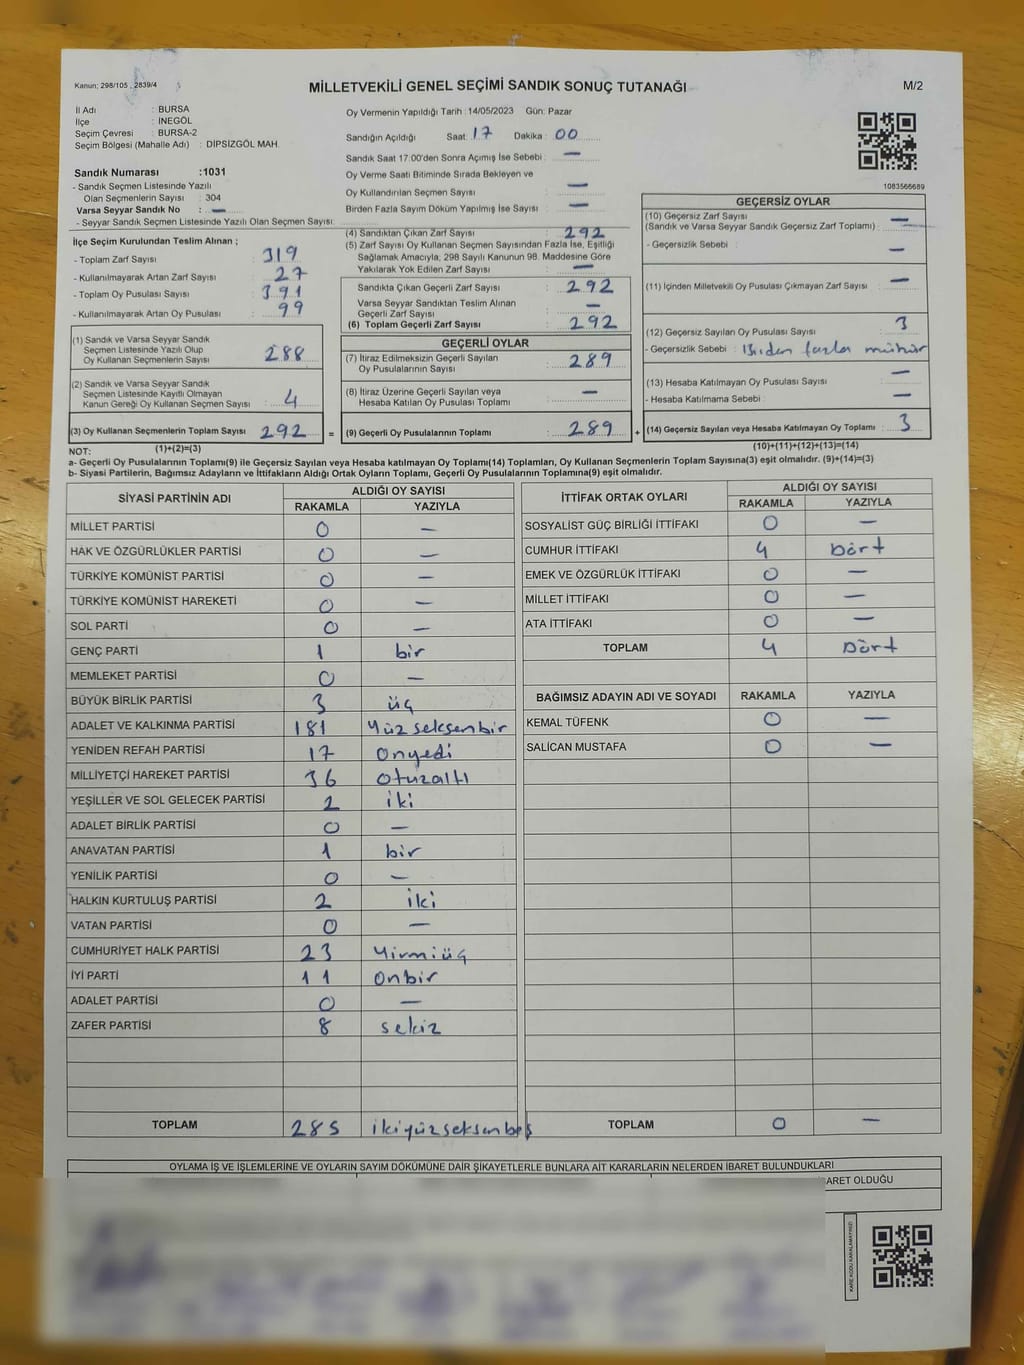 Kanun; 298/105 , 2839/4
MİLLETVEKİLİ GENEL SEÇİMİ SANDIK SONUÇ TUTANAĞI
M/2
İl Adı : BURSA
İlçe : İNEGÖL
Seçim Çevresi : BURSA-2
Seçim Bölgesi (Mahalle Adı) : DİPSİZGÖL MAH.
Oy Vermenin Yapıldığı Tarih : 14/05/2023 Gün: Pazar
Sandığın Açıldığı Saat: 17 Dakika : 00
Sandık Saat 17:00'den Sonra Açımış İse Sebebi : —
Oy Verme Saati Bitiminde Sırada Bekleyen ve
Oy Kullandırılan Seçmen Sayısı : —
Birden Fazla Sayım Döküm Yapılmış İse Sayısı : —
Sandık Numarası :1031
- Sandık Seçmen Listesinde Yazılı
Olan Seçmenlerin Sayısı : 304
Varsa Seyyar Sandık No : —
- Seyyar Sandık Seçmen Listesinde Yazılı Olan Seçmen Sayısı:
1083566689
İlçe Seçim Kurulundan Teslim Alınan ;
- Toplam Zarf Sayısı : 319
- Kullanılmayarak Artan Zarf Sayısı : 27
- Toplam Oy Pusulası Sayısı : 391
- Kullanılmayarak Artan Oy Pusulası : 99
(1) Sandık ve Varsa Seyyar Sandık
Seçmen Listesinde Yazılı Olup
Oy Kullanan Seçmenlerin Sayısı : 288
(2) Sandık ve Varsa Seyyar Sandık
Seçmen Listesinde Kayıtlı Olmayan
Kanun Gereği Oy Kullanan Seçmen Sayısı : 4
(3) Oy Kullanan Seçmenlerin Toplam Sayısı : 292 =
(4) Sandıktan Çıkan Zarf Sayısı : 292
(5) Zarf Sayısı Oy Kullanan Seçmen Sayısından Fazla İse, Eşitliği
Sağlamak Amacıyla; 298 Sayılı Kanunun 98. Maddesine Göre
Yakılarak Yok Edilen Zarf Sayısı : —
Sandıkta Çıkan Geçerli Zarf Sayısı : 292
Varsa Seyyar Sandıktan Teslim Alınan
Geçerli Zarf Sayısı : —
(6) Toplam Geçerli Zarf Sayısı : 292
GEÇERLİ OYLAR
(7) İtiraz Edilmeksizin Geçerli Sayılan
Oy Pusulalarının Sayısı : 289
(8) İtiraz Üzerine Geçerli Sayılan veya
Hesaba Katılan Oy Pusulası Toplamı : —
(9) Geçerli Oy Pusulalarının Toplamı : 289 +
GEÇERSİZ OYLAR
(10) Geçersiz Zarf Sayısı
(Sandık ve Varsa Seyyar Sandık Geçersiz Zarf Toplamı) : —
- Geçersizlik Sebebi : —
(11) İçinden Milletvekili Oy Pusulası Çıkmayan Zarf Sayısı : —
(12) Geçersiz Sayılan Oy Pusulası Sayısı : 3
- Geçersizlik Sebebi : Birden fazla mühür
(13) Hesaba Katılmayan Oy Pusulası Sayısı : —
- Hesaba Katılmama Sebebi : —
(14) Geçersiz Sayılan veya Hesaba Katılmayan Oy Toplamı : 3
NOT: (1)+(2)=(3) (10)+(11)+(12)+(13)=(14)
a- Geçerli Oy Pusulalarının Toplamı(9) ile Geçersiz Sayılan veya Hesaba katılmayan Oy Toplamı(14) Toplamları, Oy Kullanan Seçmenlerin Toplam Sayısına(3) eşit olmalıdır. (9)+(14)=(3)
b- Siyasi Partilerin, Bağımsız Adayların ve İttifakların Aldığı Ortak Oyların Toplamı, Geçerli Oy Pusulalarının Toplamına(9) eşit olmalıdır.
SİYASİ PARTİNİN ADI ALDIĞI OY SAYISI
RAKAMLA YAZIYLA
MİLLET PARTİSİ 0 —
HAK VE ÖZGÜRLÜKLER PARTİSİ 0 —
TÜRKİYE KOMÜNİST PARTİSİ 0 —
TÜRKİYE KOMÜNİST HAREKETİ 0 —
SOL PARTİ 0 —
GENÇ PARTİ 1 bir
MEMLEKET PARTİSİ 0 —
BÜYÜK BİRLİK PARTİSİ 3 üç
ADALET VE KALKINMA PARTİSİ 181 Yüz seksenbir
YENİDEN REFAH PARTİSİ 17 Onyedi
MİLLİYETÇİ HAREKET PARTİSİ 36 otuzaltı
YEŞİLLER VE SOL GELECEK PARTİSİ 2 iki
ADALET BİRLİK PARTİSİ 0 —
ANAVATAN PARTİSİ 1 bir
YENİLİK PARTİSİ 0 —
HALKIN KURTULUŞ PARTİSİ 2 iki
VATAN PARTİSİ 0 —
CUMHURİYET HALK PARTİSİ 23 Yirmiüç
İYİ PARTİ 11 onbir
ADALET PARTİSİ 0 —
ZAFER PARTİSİ 8 sekiz
TOPLAM 285 ikiyüzseksenbeş
İTTİFAK ORTAK OYLARI ALDIĞI OY SAYISI
RAKAMLA YAZIYLA
SOSYALİST GÜÇ BİRLİĞİ İTTİFAKI 0 —
CUMHUR İTTİFAKI 4 Dört
EMEK VE ÖZGÜRLÜK İTTİFAKI 0 —
MİLLET İTTİFAKI 0 —
ATA İTTİFAKI 0 —
TOPLAM 4 Dört
BAĞIMSIZ ADAYIN ADI VE SOYADI RAKAMLA YAZIYLA
KEMAL TÜFENK 0 —
SALİCAN MUSTAFA 0 —
TOPLAM 0 —
OYLAMA İŞ VE İŞLEMLERİNE VE OYLARIN SAYIM DÖKÜMÜNE DAİR ŞİKAYETLERLE BUNLARA AİT KARARLARIN NELERDEN İBARET BULUNDUKLARI
ARET OLDUĞU
KARE KODU KARALAMAYINIZ!